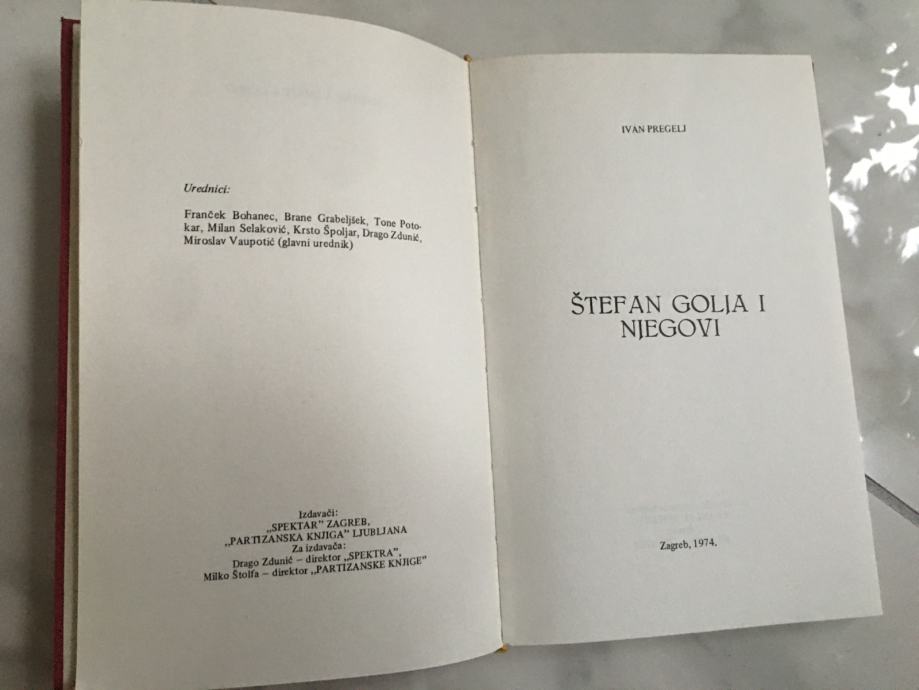 Urednici:
Franček Bohanec, Brane Grabeljšek, Tone Poto-
kar, Milan Selaković, Krsto Špoljar, Drago Zdunić,
Miroslav Vaupotić (glavni urednik)
Izdavači:
„SPEKTAR” ZAGREB,
„PARTIZANSKA KNJIGA” LJUBLJANA
Za izdavača:
Drago Zdunić – direktor „SPEKTRA”,
Milko Štolfa – direktor „PARTIZANSKE KNJIGE”
IVAN PREGELJ
ŠTEFAN GOLJA I
NJEGOVI
Zagreb, 1974.